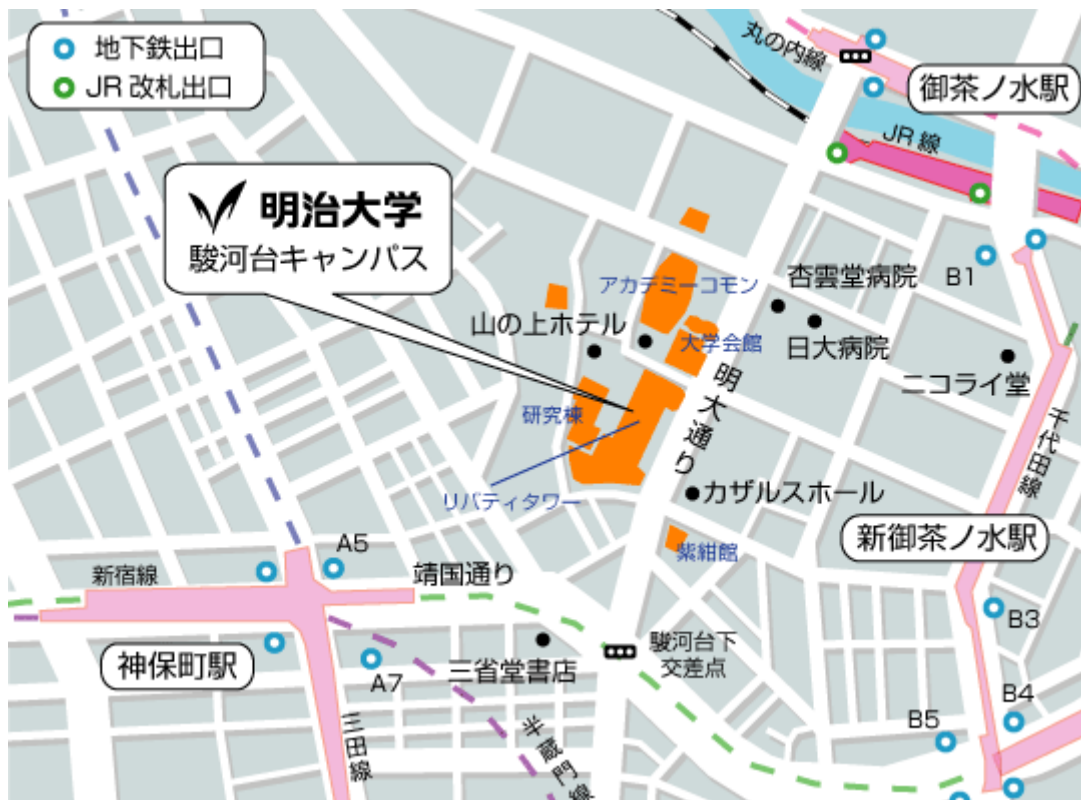 地下鉄出口
JR 改札出口
丸の内線
御茶ノ水駅
JR 線
明治大学
駿河台キャンパス
アカデミーコモン
杏雲堂病院
B1
山の上ホテル
大学会館
日大病院
ニコライ堂
明大通り
研究棟
千代田線
リバティタワー
カザルスホール
紫紺館
新御茶ノ水駅
A5
新宿線
靖国通り
B3
神保町駅
A7
三省堂書店
駿河台下
交差点
B4
B5
三田線
半蔵門線